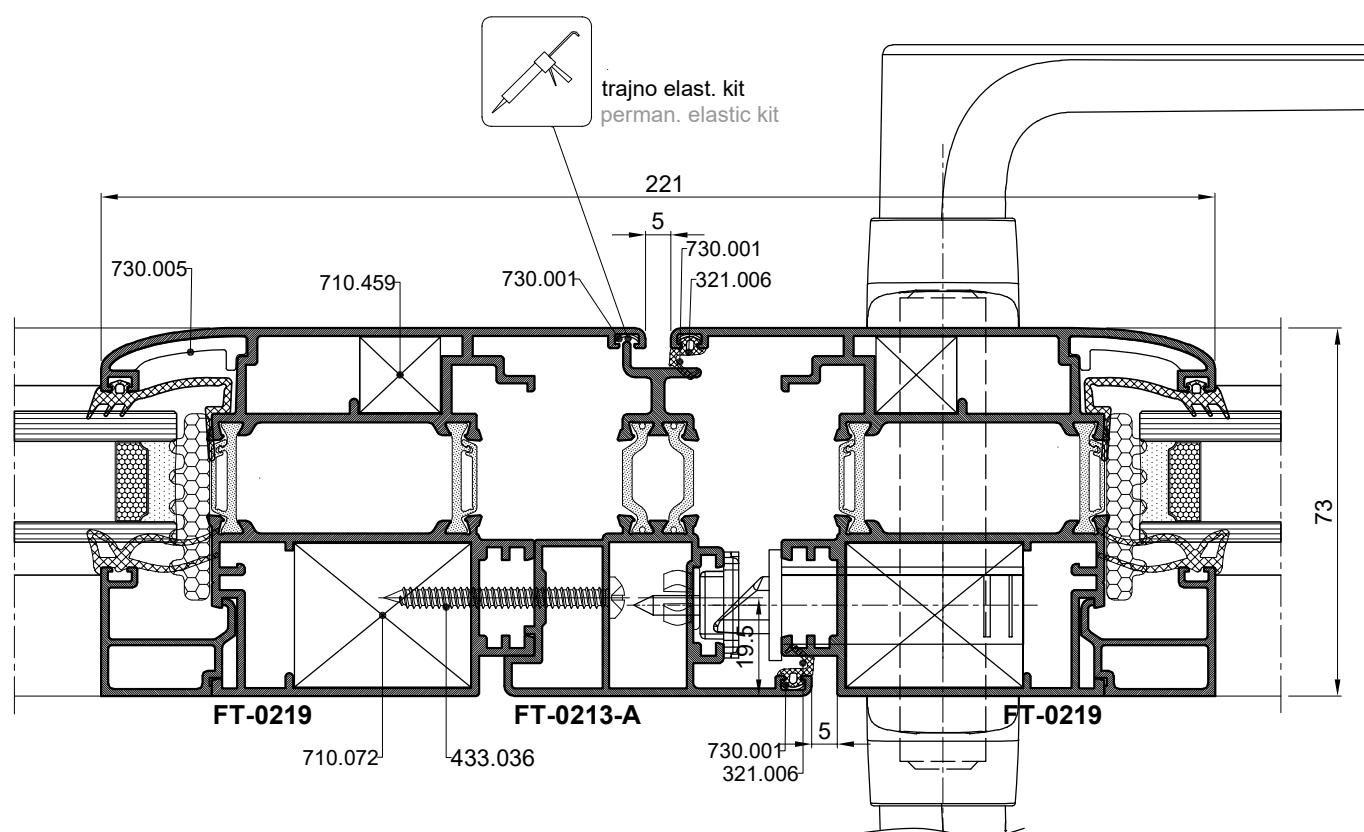 trajno elast. kit
perman. elastic kit
221
5
730.001
730.005
710.459
730.001
321.006
73
19.5
FT-0219
FT-0213-A
FT-0219
710.072
433.036
730.001
5
321.006